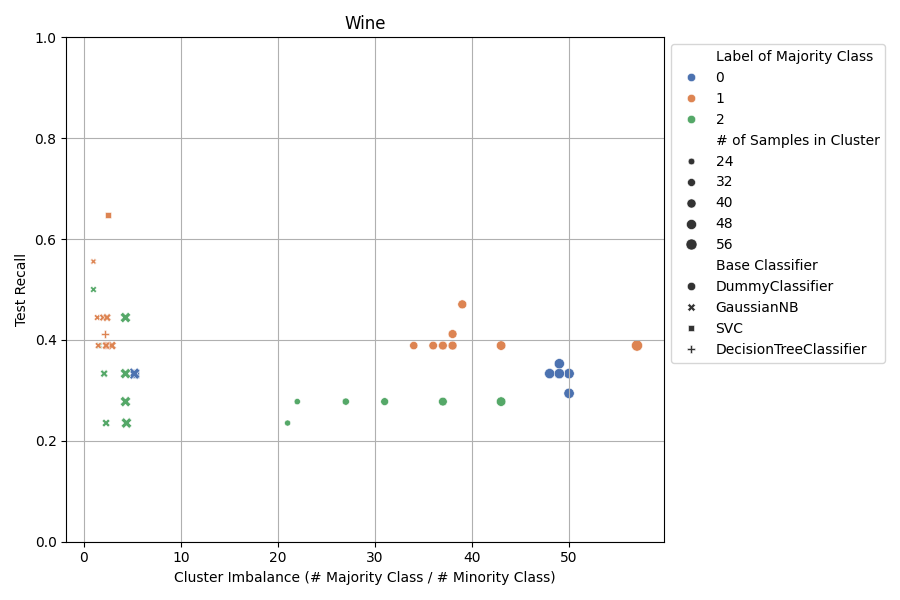 Wine
Test Recall
1.0
0.8
0.6
0.4
0.2
0.0
0 10 20 30 40 50
Cluster Imbalance (# Majority Class / # Minority Class)
Label of Majority Class
0
1
2
# of Samples in Cluster
24
32
40
48
56
Base Classifier
DummyClassifier
GaussianNB
SVC
DecisionTreeClassifier